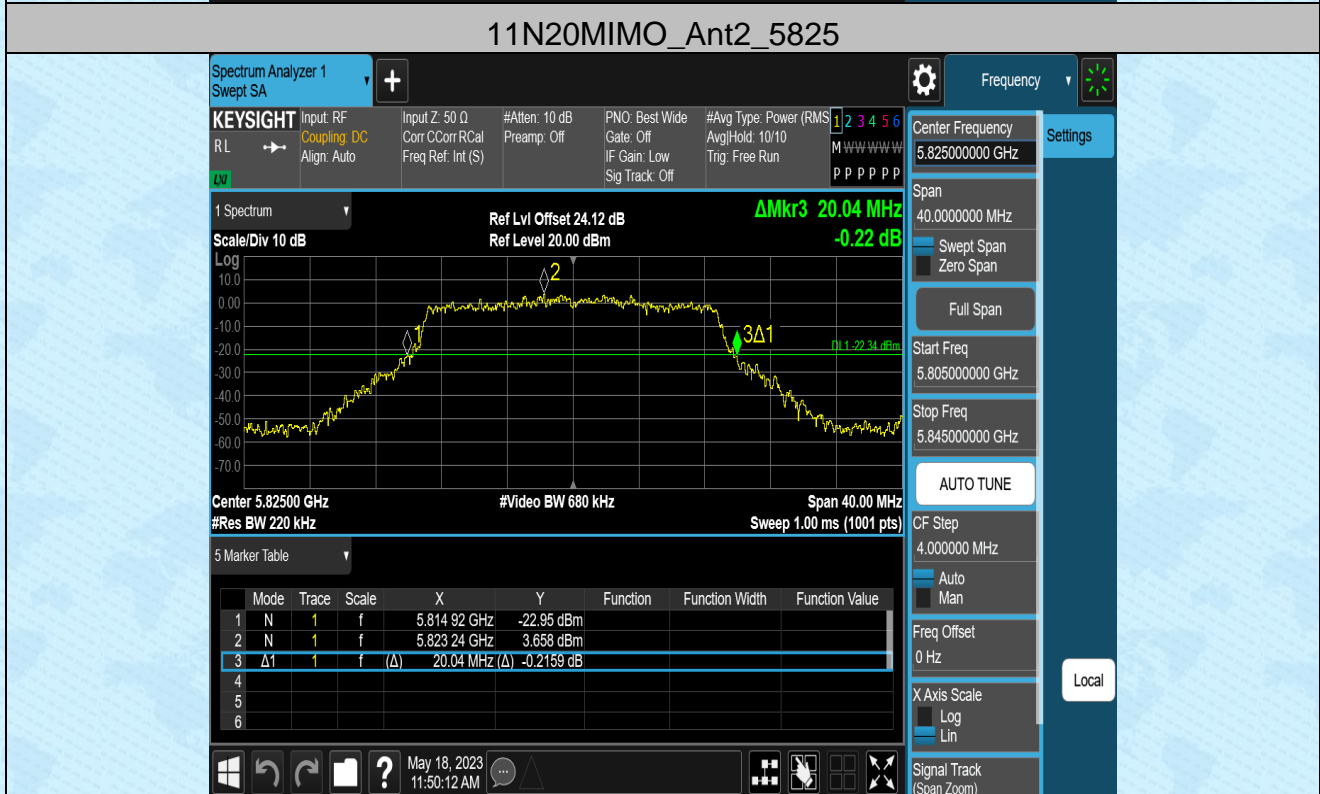 11N20MIMO_Ant2_5825
Spectrum Analyzer 1
Swept SA
+
Frequency
KEYSIGHT
RL
LXI
Input: RF
Coupling: DC
Align: Auto
Input Z: 50 Ω
Corr CCorr RCal
Freq Ref: Int (S)
#Atten: 10 dB
Preamp: Off
PNO: Best Wide
Gate: Off
IF Gain: Low
Sig Track: Off
#Avg Type: Power (RMS
Avg|Hold: 10/10
Trig: Free Run
1 2 3 4 5 6
M W W W W W
P P P P P P
Center Frequency
5.825000000 GHz
Settings
Span
40.0000000 MHz
Swept Span
Zero Span
Full Span
Start Freq
5.805000000 GHz
Stop Freq
5.845000000 GHz
AUTO TUNE
CF Step
4.000000 MHz
Auto
Man
Freq Offset
0 Hz
X Axis Scale
Log
Lin
Signal Track
(Span Zoom)
Local
1 Spectrum
Scale/Div 10 dB
Ref Lvl Offset 24.12 dB
Ref Level 20.00 dBm
ΔMkr3 20.04 MHz
-0.22 dB
Log
10.0
0.00
-10.0
-20.0
-30.0
-40.0
-50.0
-60.0
-70.0
1
2
3Δ1
DL1 -22.34 dBm
Center 5.82500 GHz
#Video BW 680 kHz
Span 40.00 MHz
#Res BW 220 kHz
Sweep 1.00 ms (1001 pts)
5 Marker Table
Mode Trace Scale X Y Function Function Width Function Value
1 N 1 f 5.814 92 GHz -22.95 dBm
2 N 1 f 5.823 24 GHz 3.658 dBm
3 Δ1 1 f (Δ) 20.04 MHz (Δ) -0.2159 dB
4
5
6
?
May 18, 2023
11:50:12 AM